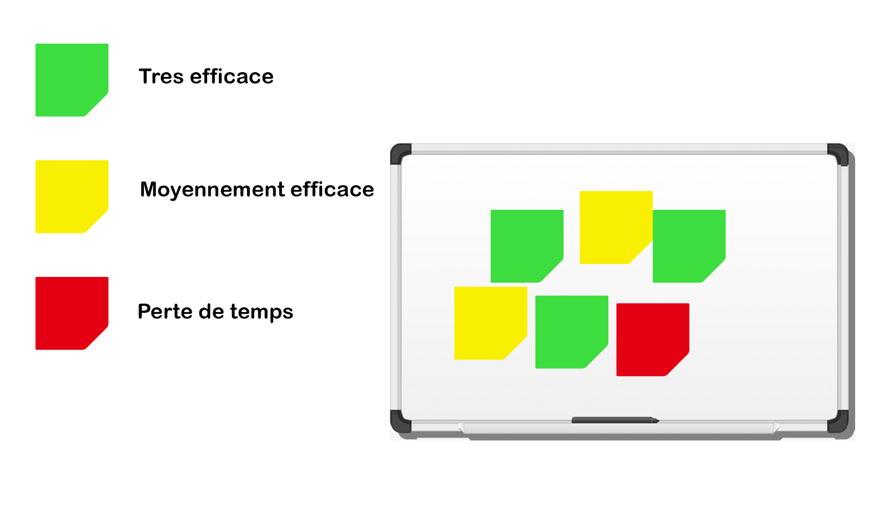 Tres efficace
Moyennement efficace
Perte de temps